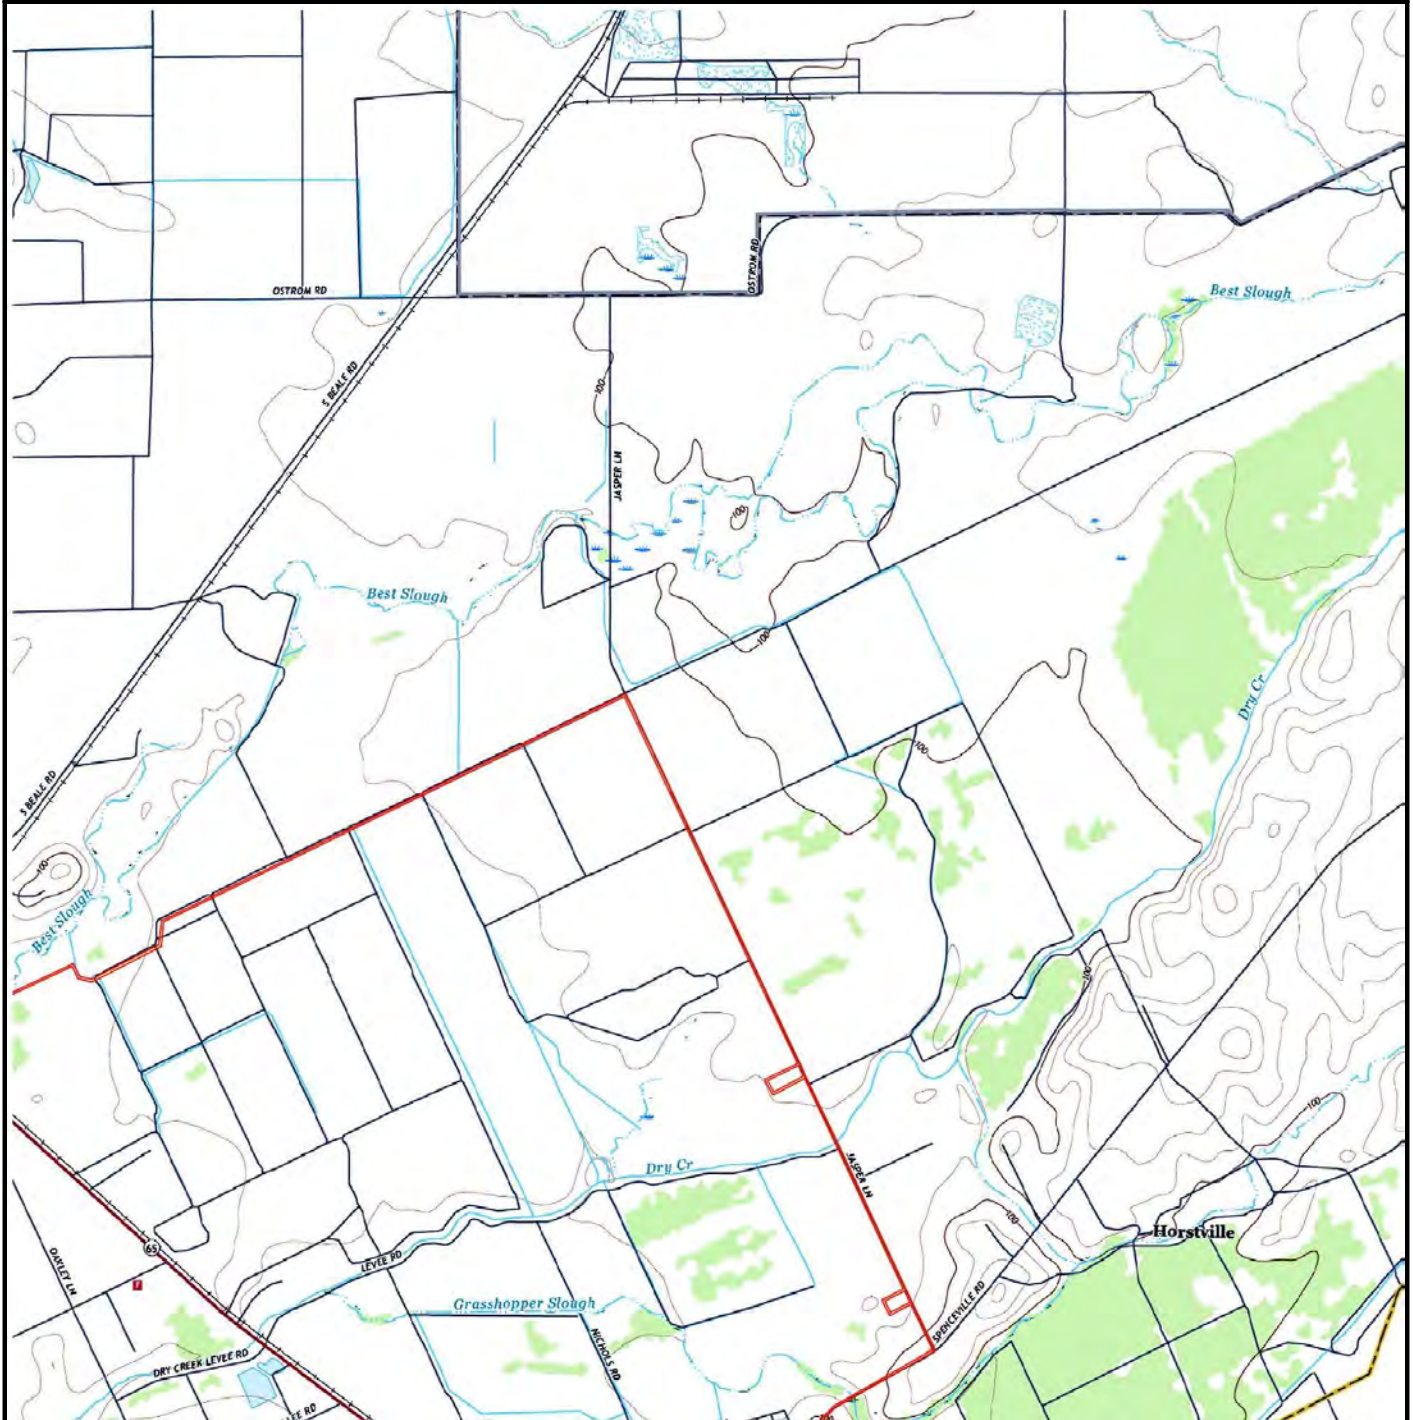 OSTROM RD
OSTROM RD
Best Slough
S BEALE RD
100
JASPER LN
100
Best Slough
100
Dry Cr
100
S BEALE RD
100
Best Slough
100
100
Dry Cr
JASPER LN
100
Horstville
65
OAKLEY LN
LEVEE RD
F
Grasshopper Slough
NICHOLS RD
SPENCEVILLE RD
DRY CREEK LEVEE RD